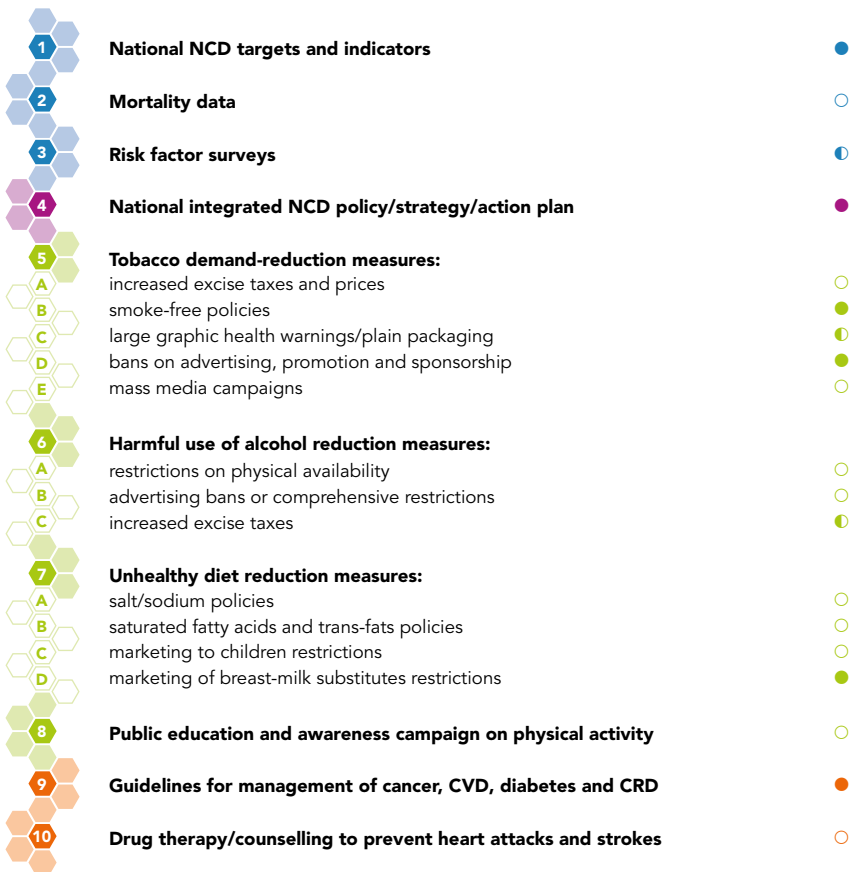 1 National NCD targets and indicators
2 Mortality data
3 Risk factor surveys
4 National integrated NCD policy/strategy/action plan
5 Tobacco demand-reduction measures:
A increased excise taxes and prices
B smoke-free policies
C large graphic health warnings/plain packaging
D bans on advertising, promotion and sponsorship
E mass media campaigns
6 Harmful use of alcohol reduction measures:
A restrictions on physical availability
B advertising bans or comprehensive restrictions
C increased excise taxes
7 Unhealthy diet reduction measures:
A salt/sodium policies
B saturated fatty acids and trans-fats policies
C marketing to children restrictions
D marketing of breast-milk substitutes restrictions
8 Public education and awareness campaign on physical activity
9 Guidelines for management of cancer, CVD, diabetes and CRD
10 Drug therapy/counselling to prevent heart attacks and strokes